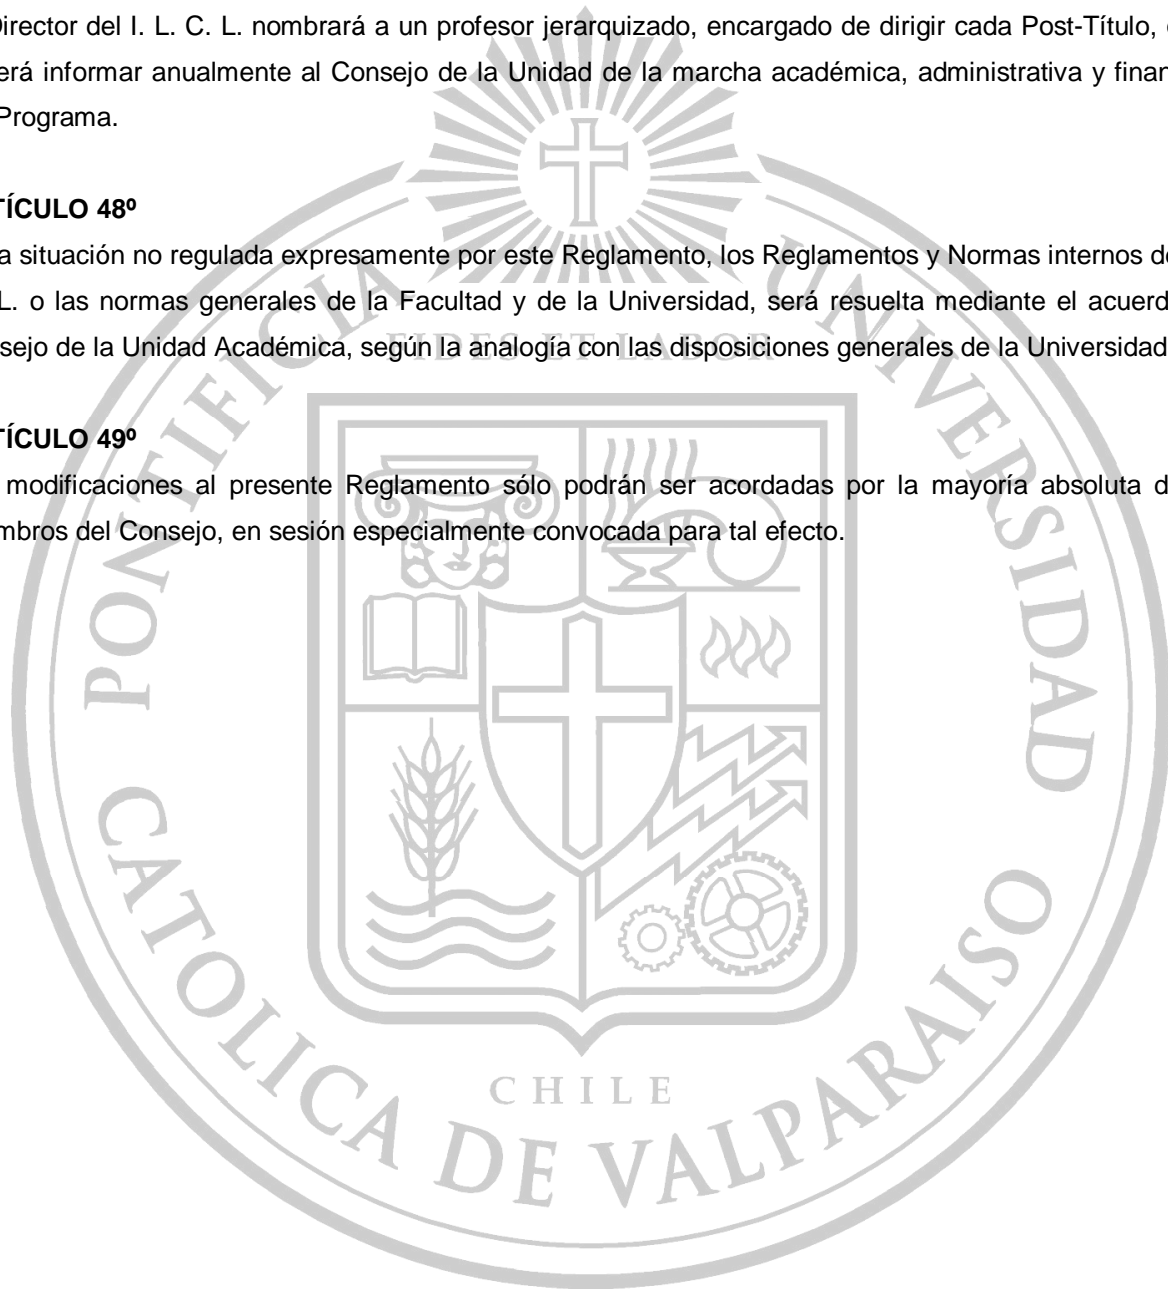 Director del I. L. C. L. nombrará a un profesor jerarquizado, encargado de dirigir cada Post-Título,
erá informar anualmente al Consejo de la Unidad de la marcha académica, administrativa y finan
Programa.
TÍCULO 48º
a situación no regulada expresamente por este Reglamento, los Reglamentos y Normas internos de
L. o las normas generales de la Facultad y de la Universidad, será resuelta mediante el acuerd
sejo de la Unidad Académica, según la analogía con las disposiciones generales de la Universidad
TÍCULO 49º
modificaciones al presente Reglamento sólo podrán ser acordadas por la mayoría absoluta d
mbros del Consejo, en sesión especialmente convocada para tal efecto.
PONTIFICIA UNIVERSIDAD
CATOLICA DE VALPARAISO
FIDES ET LABOR
CHILE